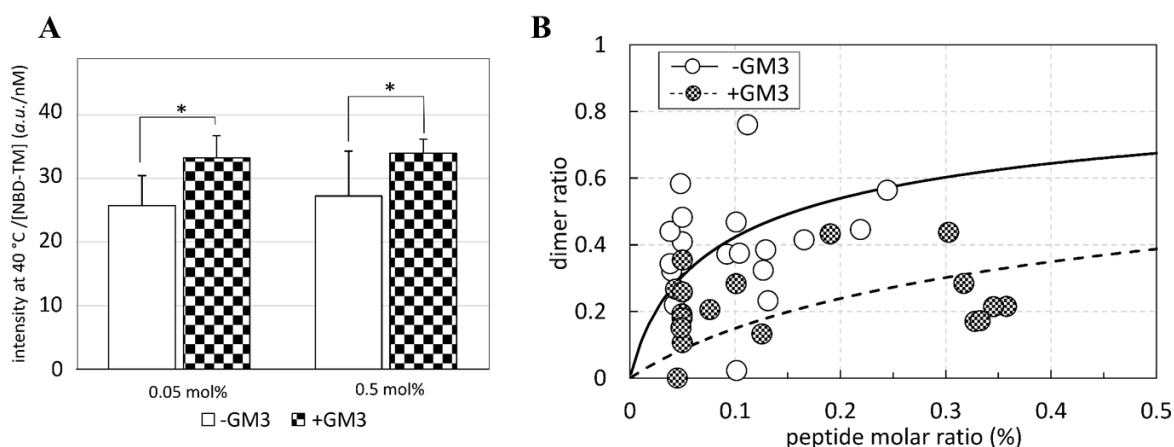 A
intensity at 40 °C /[NBD-TM] (a.u./nM)
40
30
20
10
0
*
*
0.05 mol%
0.5 mol%
-GM3
+GM3
B
dimer ratio
1
0.8
0.6
0.4
0.2
0
-GM3
+GM3
0
0.1
0.2
0.3
0.4
0.5
peptide molar ratio (%)